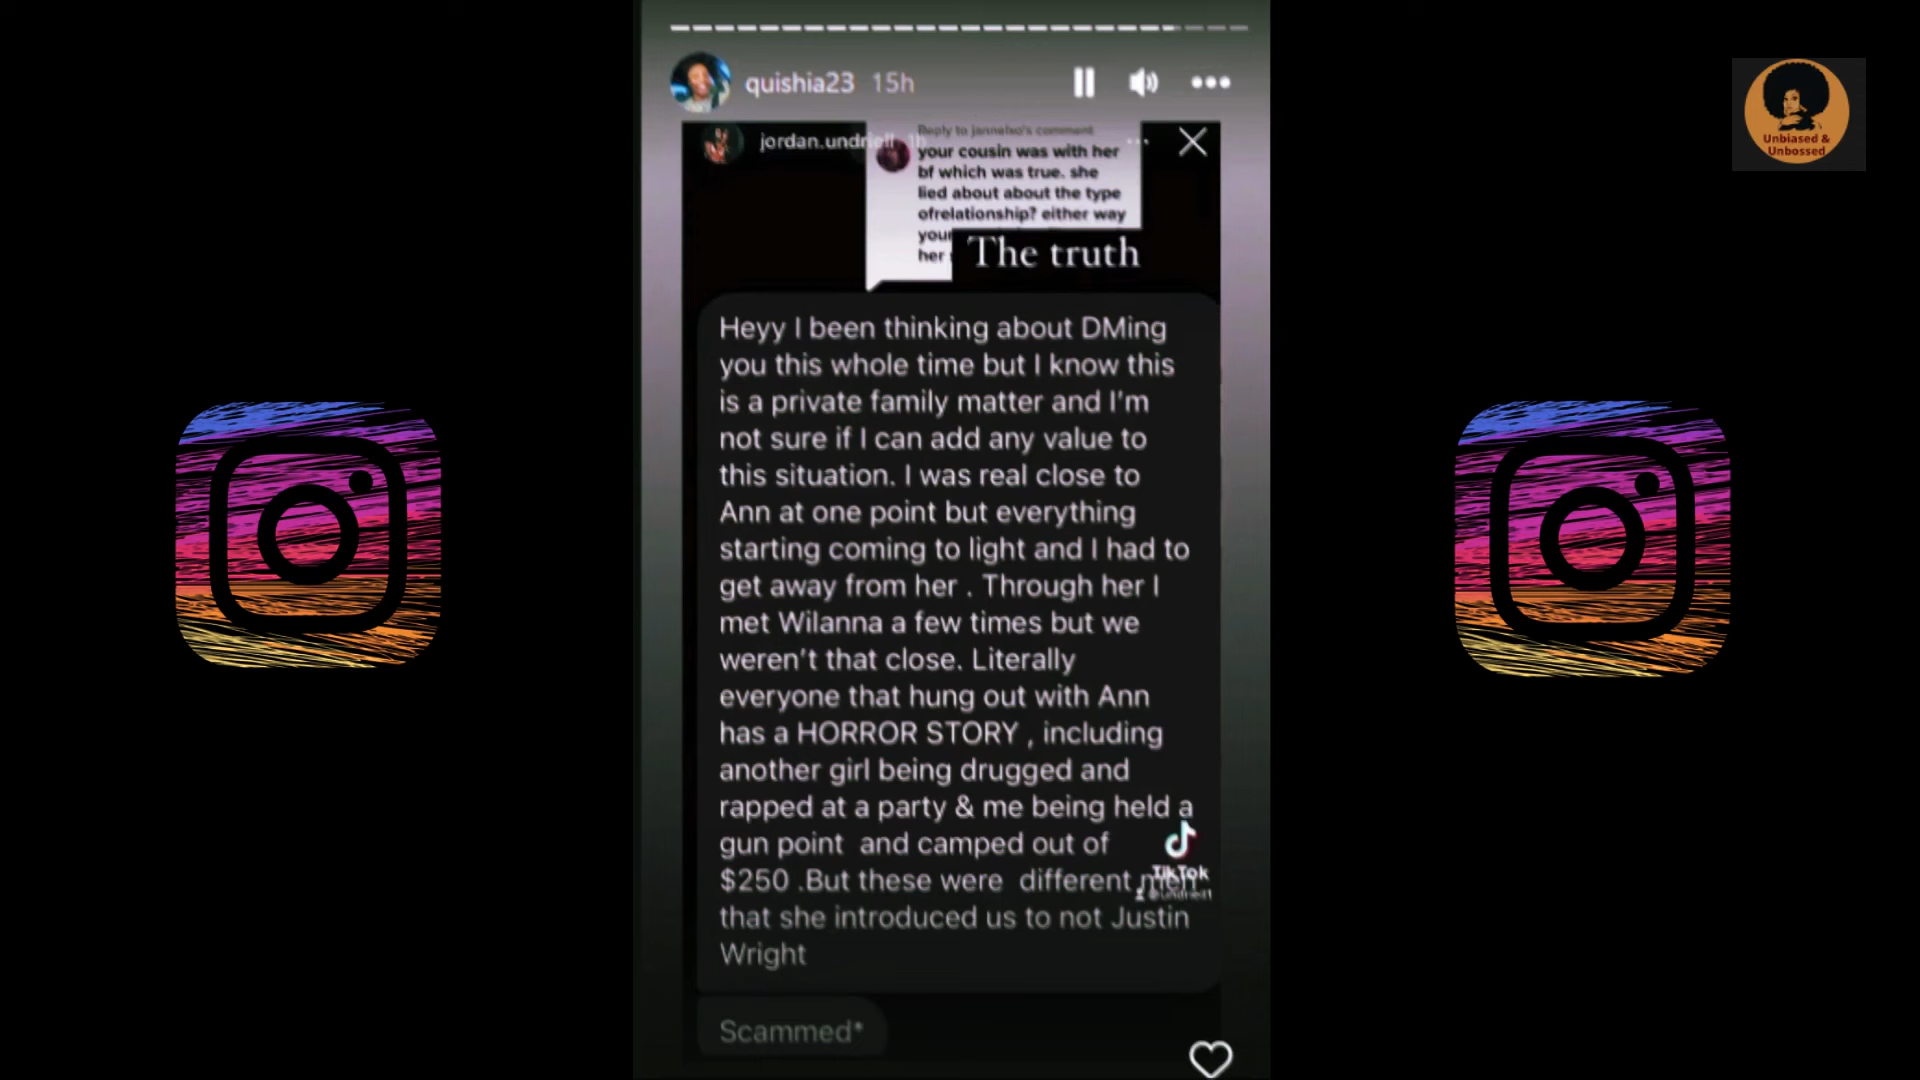 quishia23 15h
Unbiased &
Unbossed
jordan.undriell 1h
Reply to
comment
your cousin was with her
bf which was true. she
lied about about the type
ofrelationship? either way
your
her
The truth
Heyy I been thinking about DMing
you this whole time but I know this
is a private family matter and I'm
not sure if I can add any value to
this situation. I was real close to
Ann at one point but everything
starting coming to light and I had to
get away from her . Through her I
met Wilanna a few times but we
weren't that close. Literally
everyone that hung out with Ann
has a HORROR STORY , including
another girl being drugged and
rapped at a party & me being held a
gun point and camped out of
$250 .But these were different men
that she introduced us to not Justin
Wright
TikTok
Scammed*